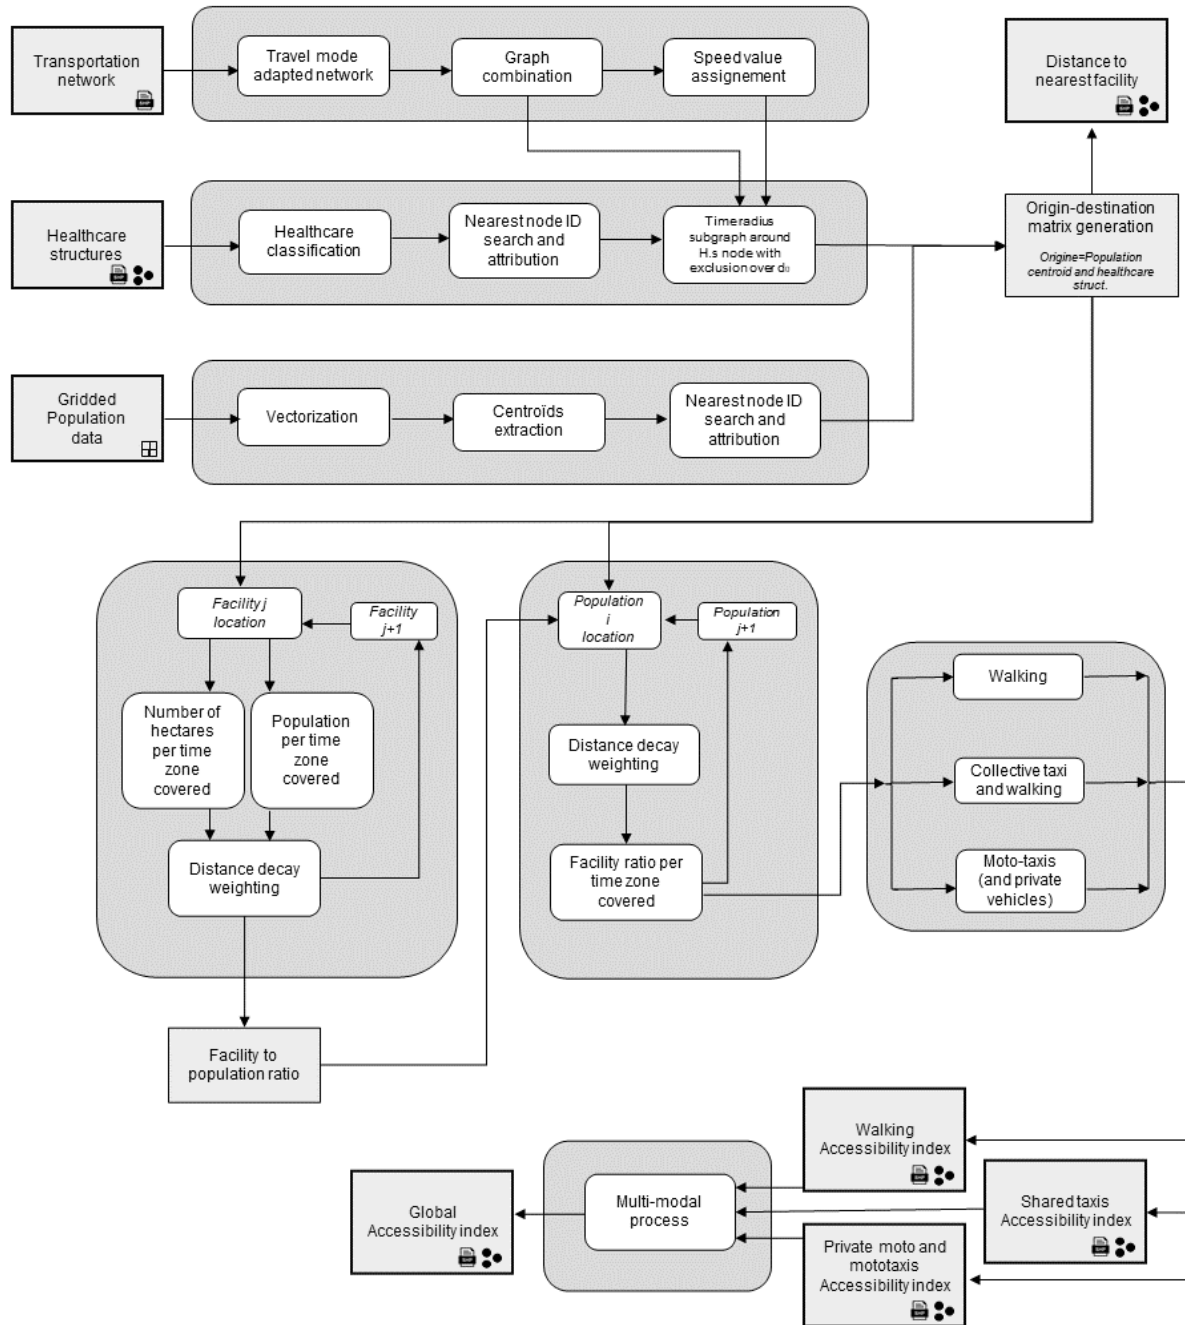 Transportation
network
Travel mode
adapted network
Graph
combination
Speed value
assignement
Distance to
nearest facility
Healthcare
structures
Healthcare
classification
Nearest node ID
search and
attribution
Timeradius
subgraph around
H.s node with
exclusion over d₀
Origin-destination
matrix generation
Origine=Population
centroid and healthcare
struct.
Gridded
Population
data
Vectorization
Centroïds
extraction
Nearest node ID
search and
attribution
Facility j
location
Facility
j+1
Number of
hectares
per time
zone
covered
Population
per time
zone
covered
Distance decay
weighting
Facility to
population ratio
Population
i
location
Population
j+1
Distance decay
weighting
Facility ratio per
time zone
covered
Walking
Collective taxi
and walking
Moto-taxis
(and private
vehicles)
Walking
Accessibility index
Shared taxis
Accessibility index
Private moto and
mototaxis
Accessibility index
Multi-modal
process
Global
Accessibility index